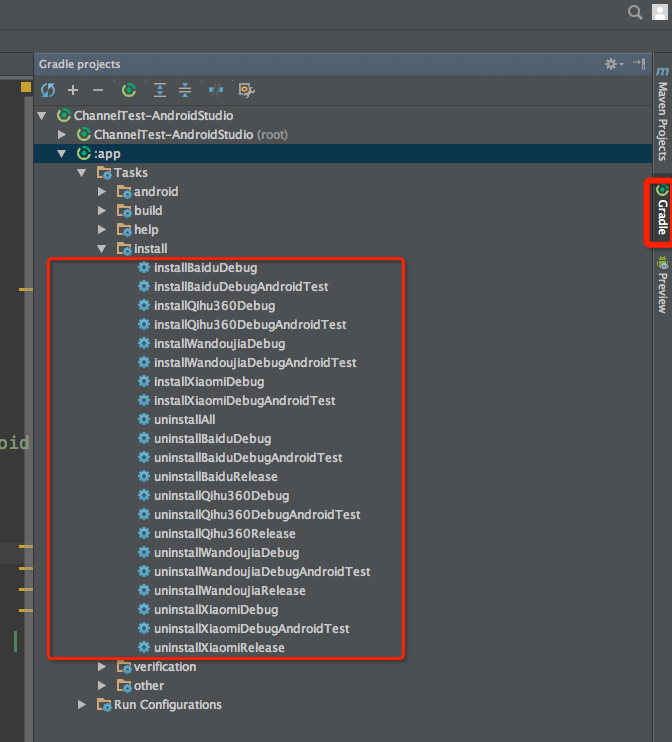 Gradle projects
ChannelTest-AndroidStudio
ChannelTest-AndroidStudio (root)
:app
Tasks
android
build
help
install
installBaiduDebug
installBaiduDebugAndroidTest
installQihu360Debug
installQihu360DebugAndroidTest
installWandoujiaDebug
installWandoujiaDebugAndroidTest
installXiaomiDebug
installXiaomiDebugAndroidTest
uninstallAll
uninstallBaiduDebug
uninstallBaiduDebugAndroidTest
uninstallBaiduRelease
uninstallQihu360Debug
uninstallQihu360DebugAndroidTest
uninstallQihu360Release
uninstallWandoujiaDebug
uninstallWandoujiaDebugAndroidTest
uninstallWandoujiaRelease
uninstallXiaomiDebug
uninstallXiaomiDebugAndroidTest
uninstallXiaomiRelease
verification
other
Run Configurations
oid
m
Maven Projects
Gradle
Preview